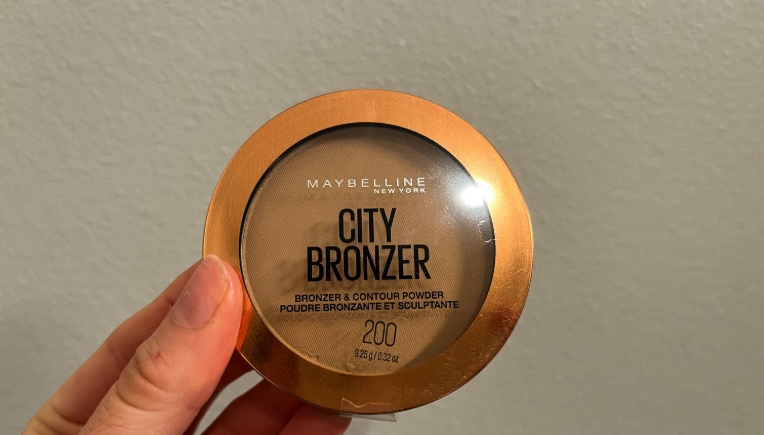 MAYBELLINE
NEW YORK
CITY
BRONZER
BRONZER & CONTOUR POWDER
POUDRE BRONZANTE ET SCULPTANTE
200
9.25 g / 0.32 oz